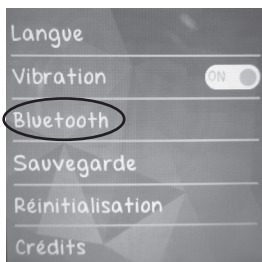 Langue
Vibration ON
Bluetooth
Sauvegarde
Réinitialisation
Crédits